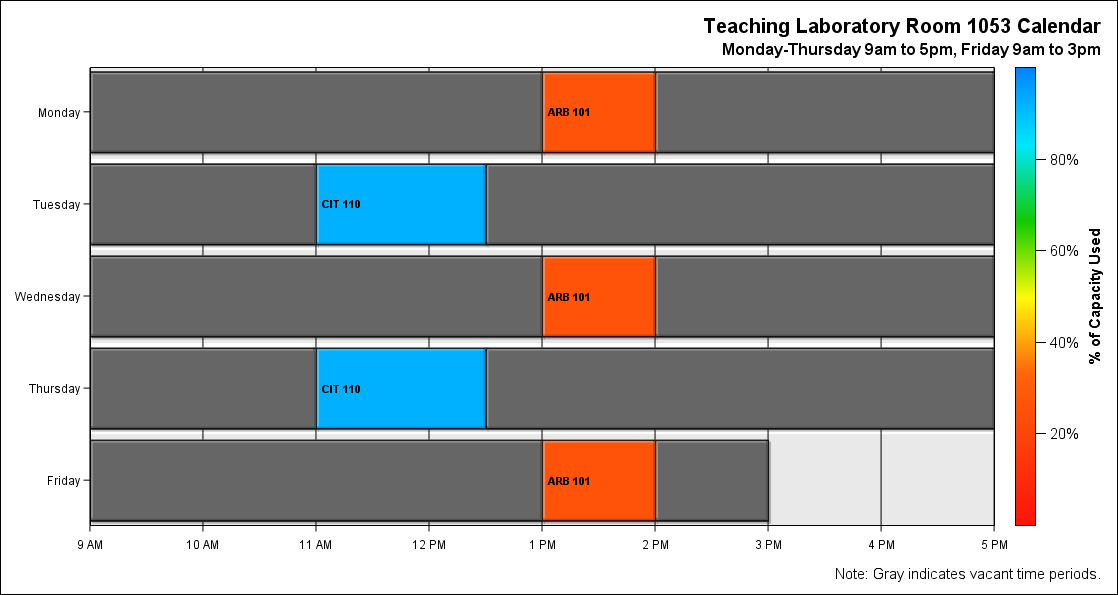 Teaching Laboratory Room 1053 Calendar
Monday-Thursday 9am to 5pm, Friday 9am to 3pm
Monday
ARB 101
Tuesday
CIT 110
Wednesday
ARB 101
Thursday
CIT 110
Friday
ARB 101
9 AM 10 AM 11 AM 12 PM 1 PM 2 PM 3 PM 4 PM 5 PM
80%
60%
40%
20%
% of Capacity Used
Note: Gray indicates vacant time periods.